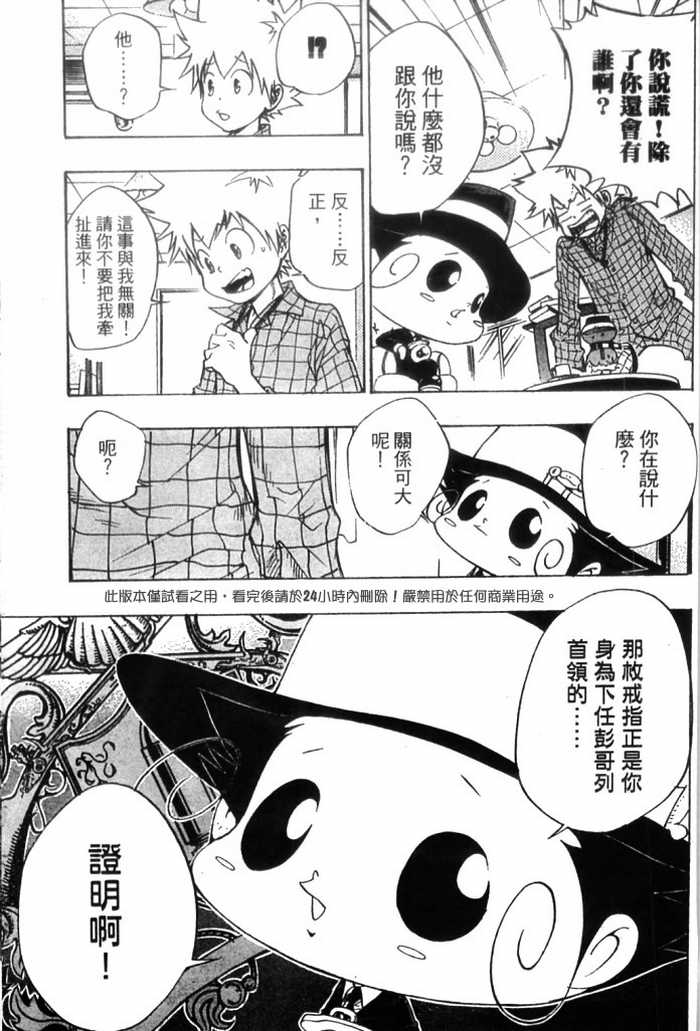 你說謊！除
了你還會有
誰啊？
他什麼都沒
跟你說嗎？
!?
他……
？
反……反
正，
這事與我無關！
請你不要把我牽
扯進來！
你在說什
麼？
關係可大
呢！
呃？
此版本僅試看之用，看完後請於24小時內刪除！嚴禁用於任何商業用途。
那枚戒指正是你
身為下任彭哥列
首領的……
證明啊！